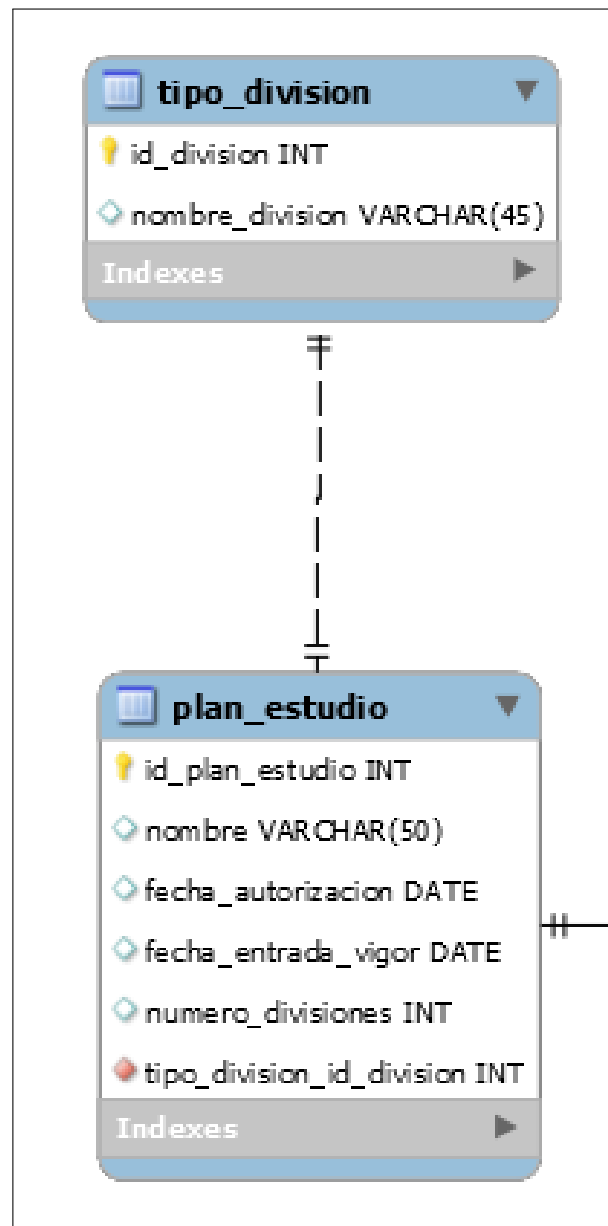 tipo_division
id_division INT
nombre_division VARCHAR(45)
Indexes
plan_estudio
id_plan_estudio INT
nombre VARCHAR(50)
fecha_autorizacion DATE
fecha_entrada_vigor DATE
numero_divisiones INT
tipo_division_id_division INT
Indexes